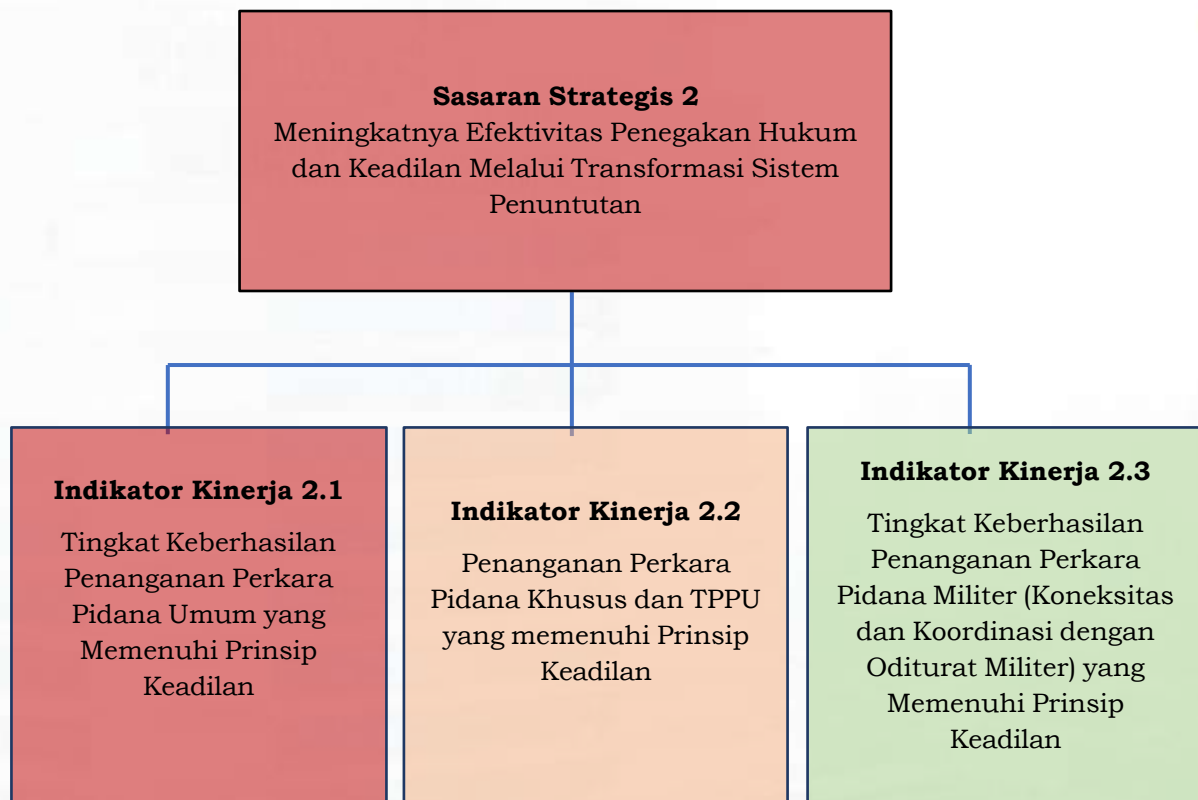 Sasaran Strategis 2
Meningkatnya Efektivitas Penegakan Hukum
dan Keadilan Melalui Transformasi Sistem
Penuntutan
Indikator Kinerja 2.1
Tingkat Keberhasilan
Penanganan Perkara
Pidana Umum yang
Memenuhi Prinsip
Keadilan
Indikator Kinerja 2.2
Penanganan Perkara
Pidana Khusus dan TPPU
yang memenuhi Prinsip
Keadilan
Indikator Kinerja 2.3
Tingkat Keberhasilan
Penanganan Perkara
Pidana Militer (Koneksitas
dan Koordinasi dengan
Oditurat Militer) yang
Memenuhi Prinsip
Keadilan